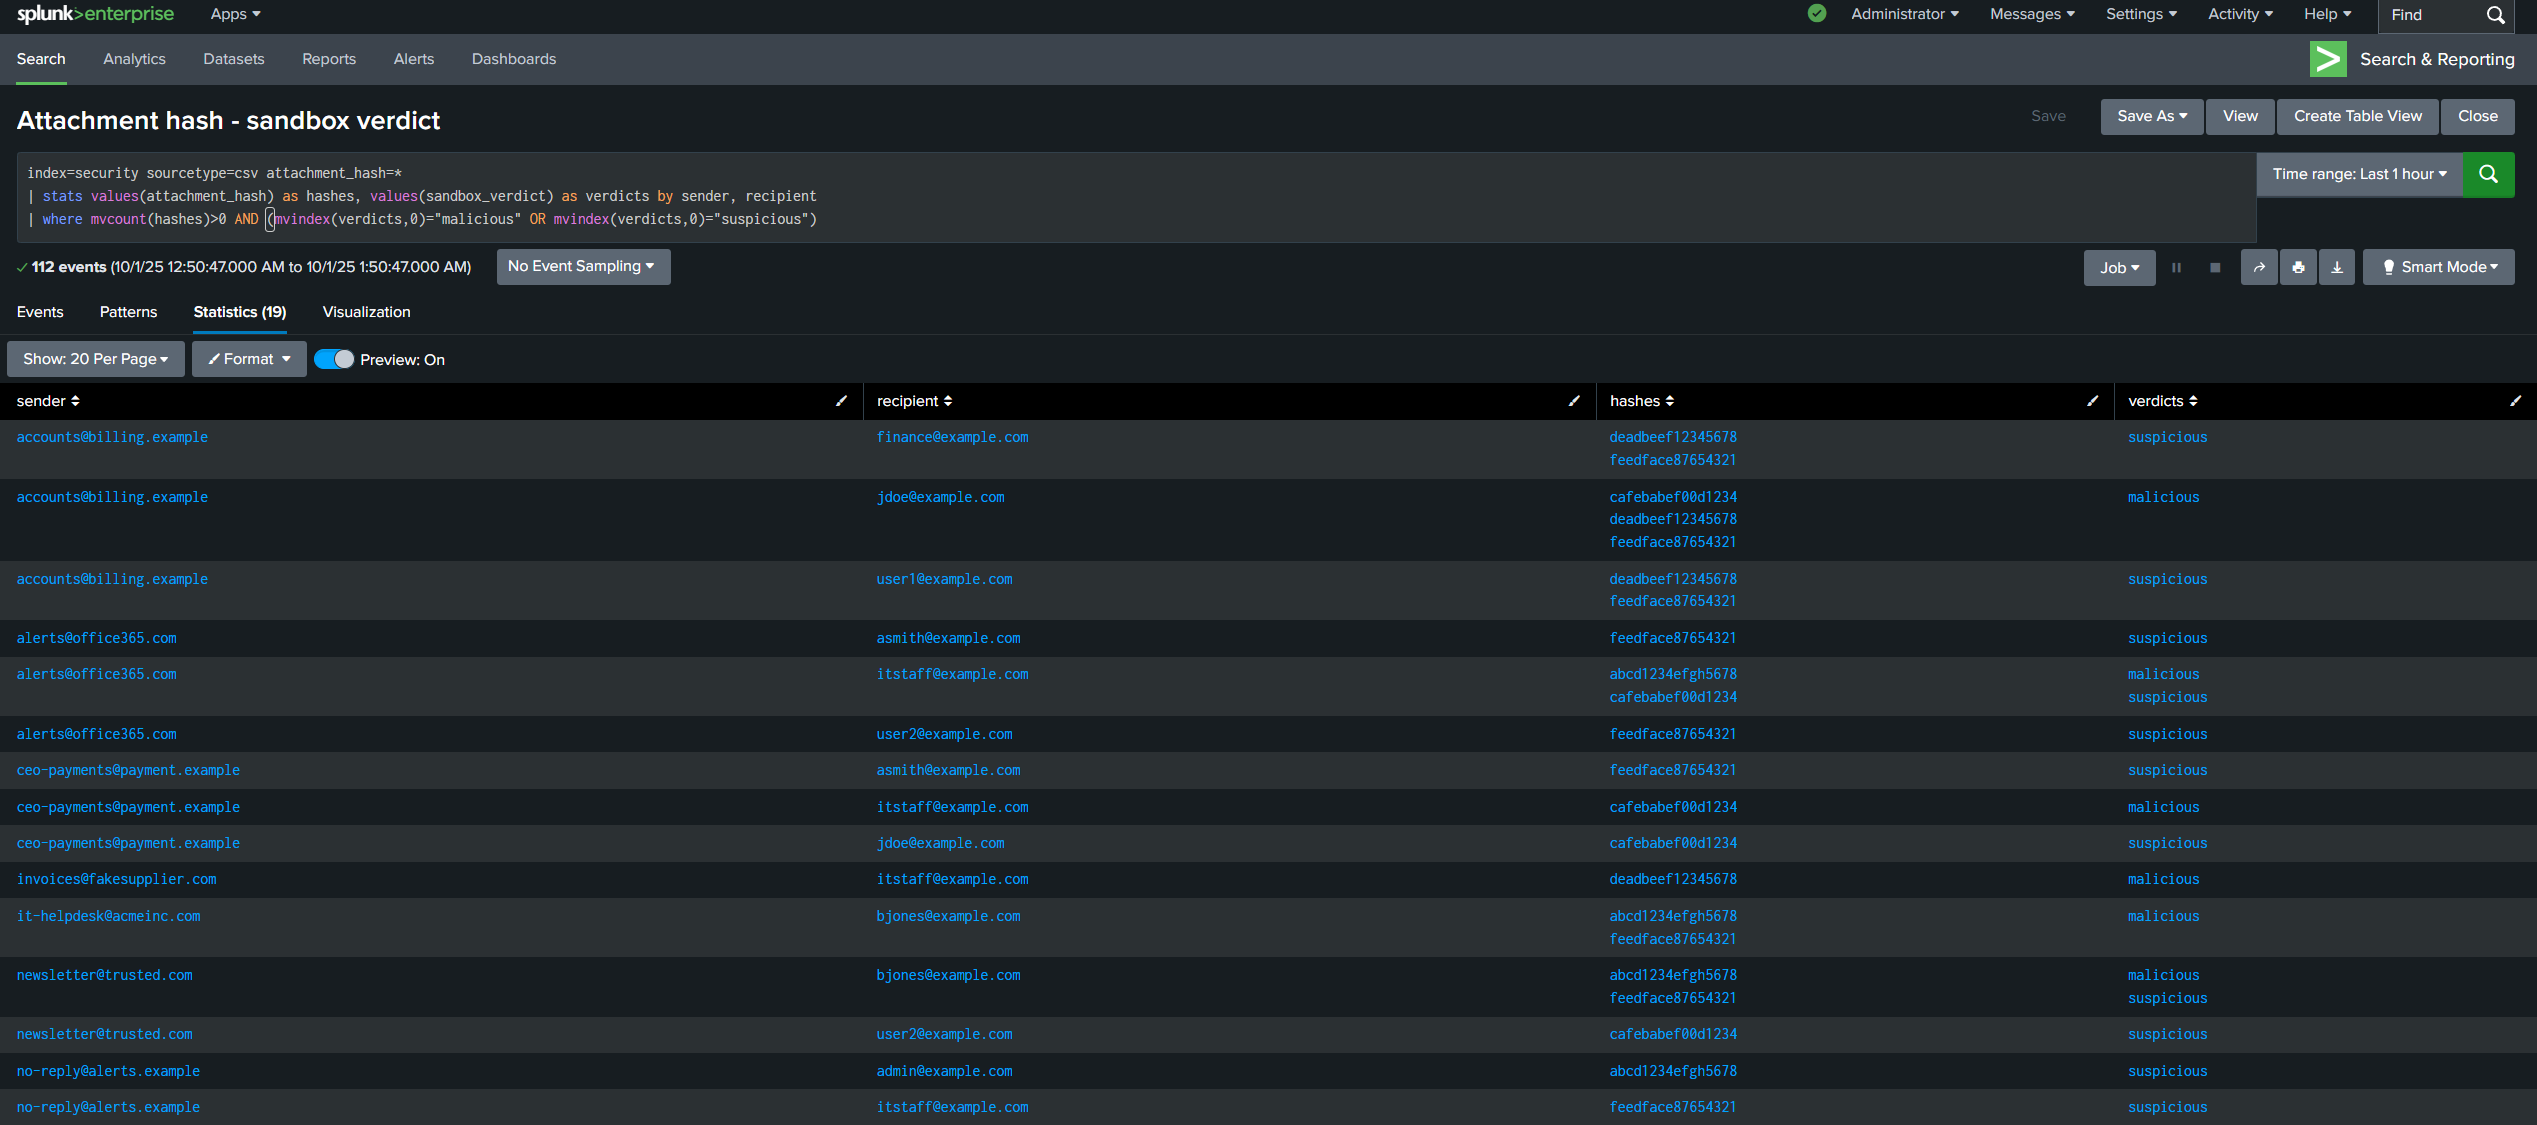 splunk>enterprise Apps Administrator Messages Settings Activity Help Find
Search Analytics Datasets Reports Alerts Dashboards Search & Reporting
Attachment hash - sandbox verdict Save Save As View Create Table View Close
index=security sourcetype=csv attachment_hash=* Time range: Last 1 hour
| stats values(attachment_hash) as hashes, values(sandbox_verdict) as verdicts by sender, recipient
| where mvcount(hashes)>0 AND (mvindex(verdicts,0)="malicious" OR mvindex(verdicts,0)="suspicious")
112 events (10/1/25 12:50:47.000 AM to 10/1/25 1:50:47.000 AM) No Event Sampling Job Smart Mode
Events Patterns Statistics (19) Visualization
Show: 20 Per Page Format Preview: On
sender recipient hashes verdicts
accounts@billing.example finance@example.com deadbeef12345678 suspicious
feedface87654321
accounts@billing.example jdoe@example.com cafebabef00d1234 malicious
deadbeef12345678
feedface87654321
accounts@billing.example user1@example.com deadbeef12345678 suspicious
feedface87654321
alerts@office365.com asmith@example.com feedface87654321 suspicious
alerts@office365.com itstaff@example.com abcd1234efgh5678 malicious
cafebabef00d1234 suspicious
alerts@office365.com user2@example.com feedface87654321 suspicious
ceo-payments@payment.example asmith@example.com feedface87654321 suspicious
ceo-payments@payment.example itstaff@example.com cafebabef00d1234 malicious
ceo-payments@payment.example jdoe@example.com cafebabef00d1234 suspicious
invoices@fakesupplier.com itstaff@example.com deadbeef12345678 malicious
it-helpdesk@acmeinc.com bjones@example.com abcd1234efgh5678 malicious
feedface87654321
newsletter@trusted.com bjones@example.com abcd1234efgh5678 malicious
feedface87654321 suspicious
newsletter@trusted.com user2@example.com cafebabef00d1234 suspicious
no-reply@alerts.example admin@example.com abcd1234efgh5678 suspicious
no-reply@alerts.example itstaff@example.com feedface87654321 suspicious